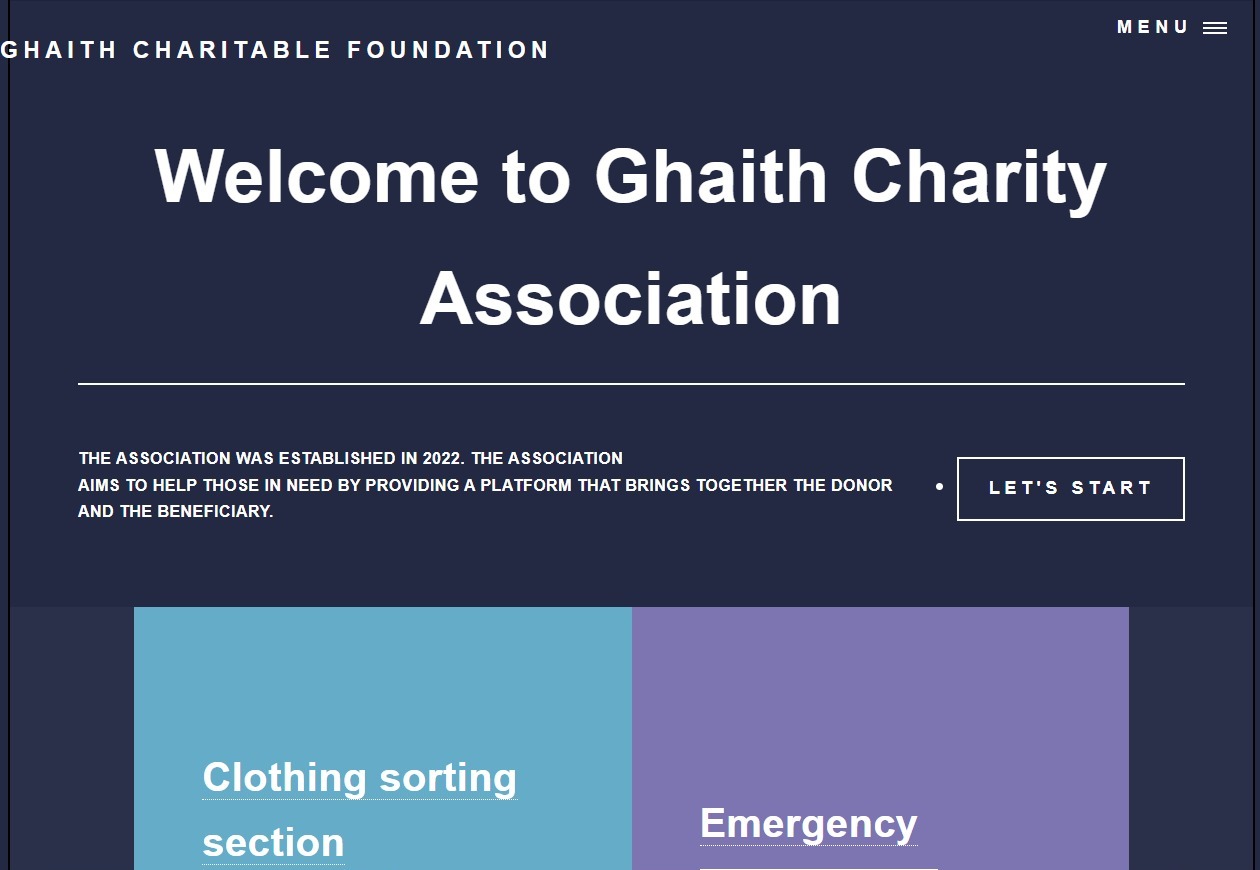 GHAITH CHARITABLE FOUNDATION
MENU
Welcome to Ghaith Charity
Association
THE ASSOCIATION WAS ESTABLISHED IN 2022. THE ASSOCIATION
AIMS TO HELP THOSE IN NEED BY PROVIDING A PLATFORM THAT BRINGS TOGETHER THE DONOR
AND THE BENEFICIARY.
LET'S START
Clothing sorting
section
Emergency